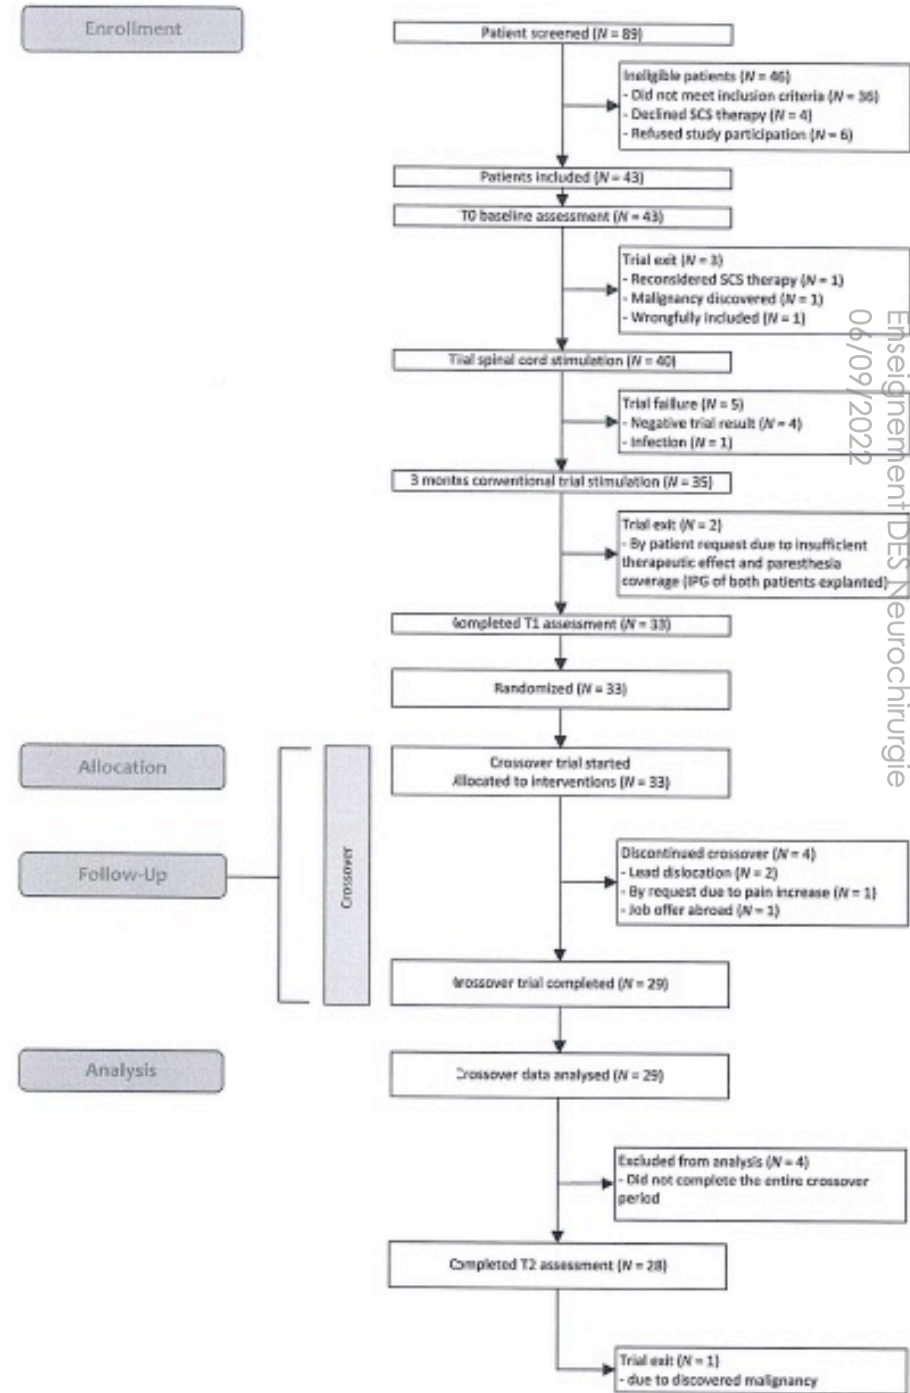 Enrollment
Patient screened (N = 89)
Ineligible patients (N = 46)
- Did not meet inclusion criteria (N = 36)
- Declined SCS therapy (N = 4)
- Refused study participation (N = 6)
Patients included (N = 43)
T0 baseline assessment (N = 43)
Trial exit (N = 3)
- Reconsidered SCS therapy (N = 1)
- Malignancy discovered (N = 1)
- Wrongfully included (N = 1)
Trial spinal cord stimulation (N = 40)
Trial failure (N = 5)
- Negative trial result (N = 4)
- Infection (N = 1)
3 months conventional trial stimulation (N = 35)
Trial exit (N = 2)
- By patient request due to insufficient
therapeutic effect and paresthesia
coverage (IPG of both patients explanted)
Completed T1 assessment (N = 33)
Randomized (N = 33)
Allocation
Crossover trial started
Allocated to interventions (N = 33)
Follow-Up
Crossover
Discontinued crossover (N = 4)
- Lead dislocation (N = 2)
- By request due to pain increase (N = 1)
- Job offer abroad (N = 1)
Crossover trial completed (N = 29)
Analysis
Crossover data analysed (N = 29)
Excluded from analysis (N = 4)
- Did not complete the entire crossover
period
Completed T2 assessment (N = 28)
Trial exit (N = 1)
- due to discovered malignancy
Enseignement DES Neurochirurgie
06/09/2022